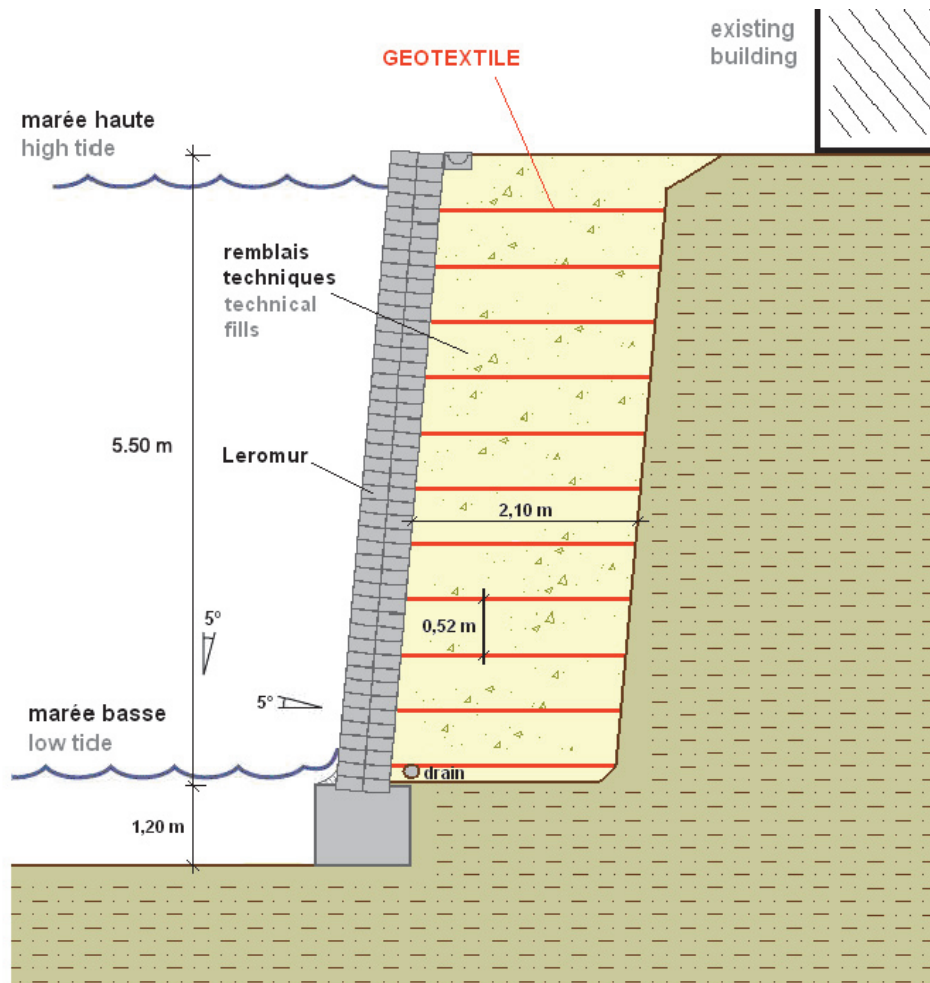 existing
building
GEOTEXTILE
marée haute
high tide
remblais
techniques
technical
fills
5.50 m
Leromur
2,10 m
0,52 m
5°
5°
marée basse
low tide
drain
1,20 m